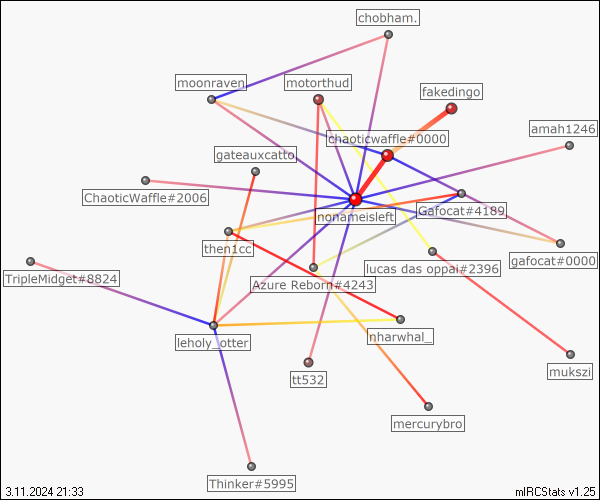 chobham.
moonraven
motorthud
fakedingo
amah1246
chaoticwaffle#0000
gateauxcatto
ChaoticWaffle#2006
nonameisleft
Gafocat#4189
then1cc
gafocat#0000
lucas das oppai#2396
TripleMidget#8824
Azure Reborn#4243
leholy_otter
nharwhal_
tt532
mukszi
mercurybro
Thinker#5995
3.11.2024 21:33
mIRCStats v1.25